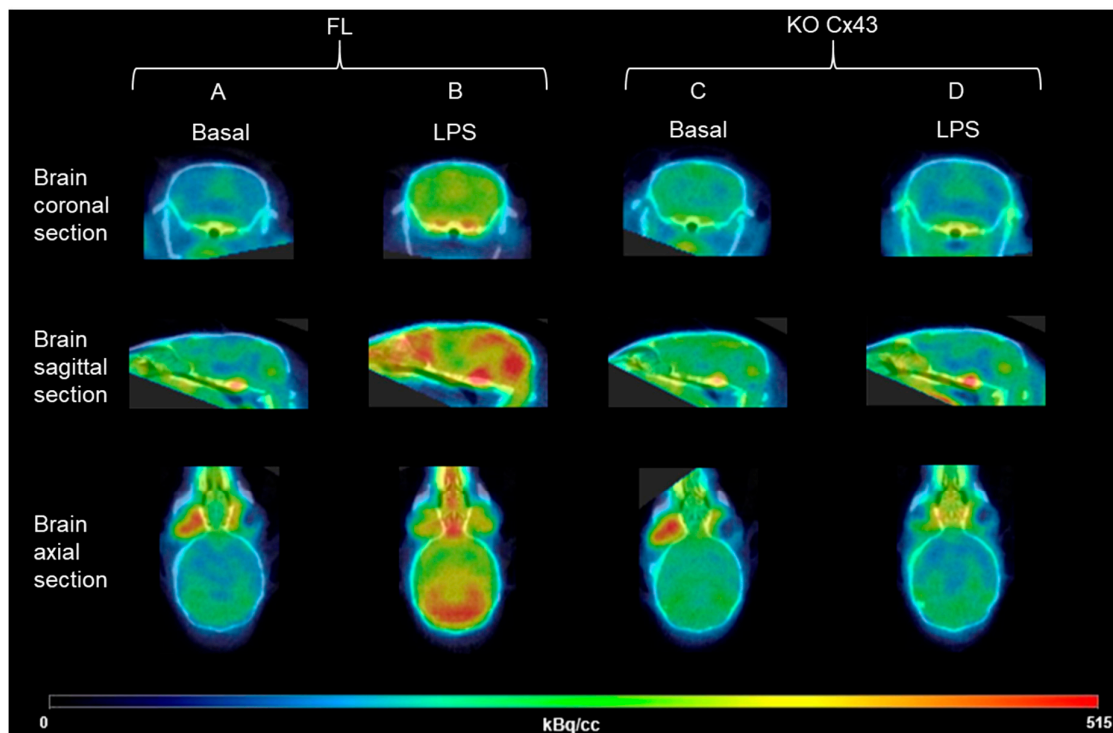 FL
KO Cx43
A
B
C
D
Basal
LPS
Basal
LPS
Brain
coronal
section
Brain
sagittal
section
Brain
axial
section
0
kBq/cc
515